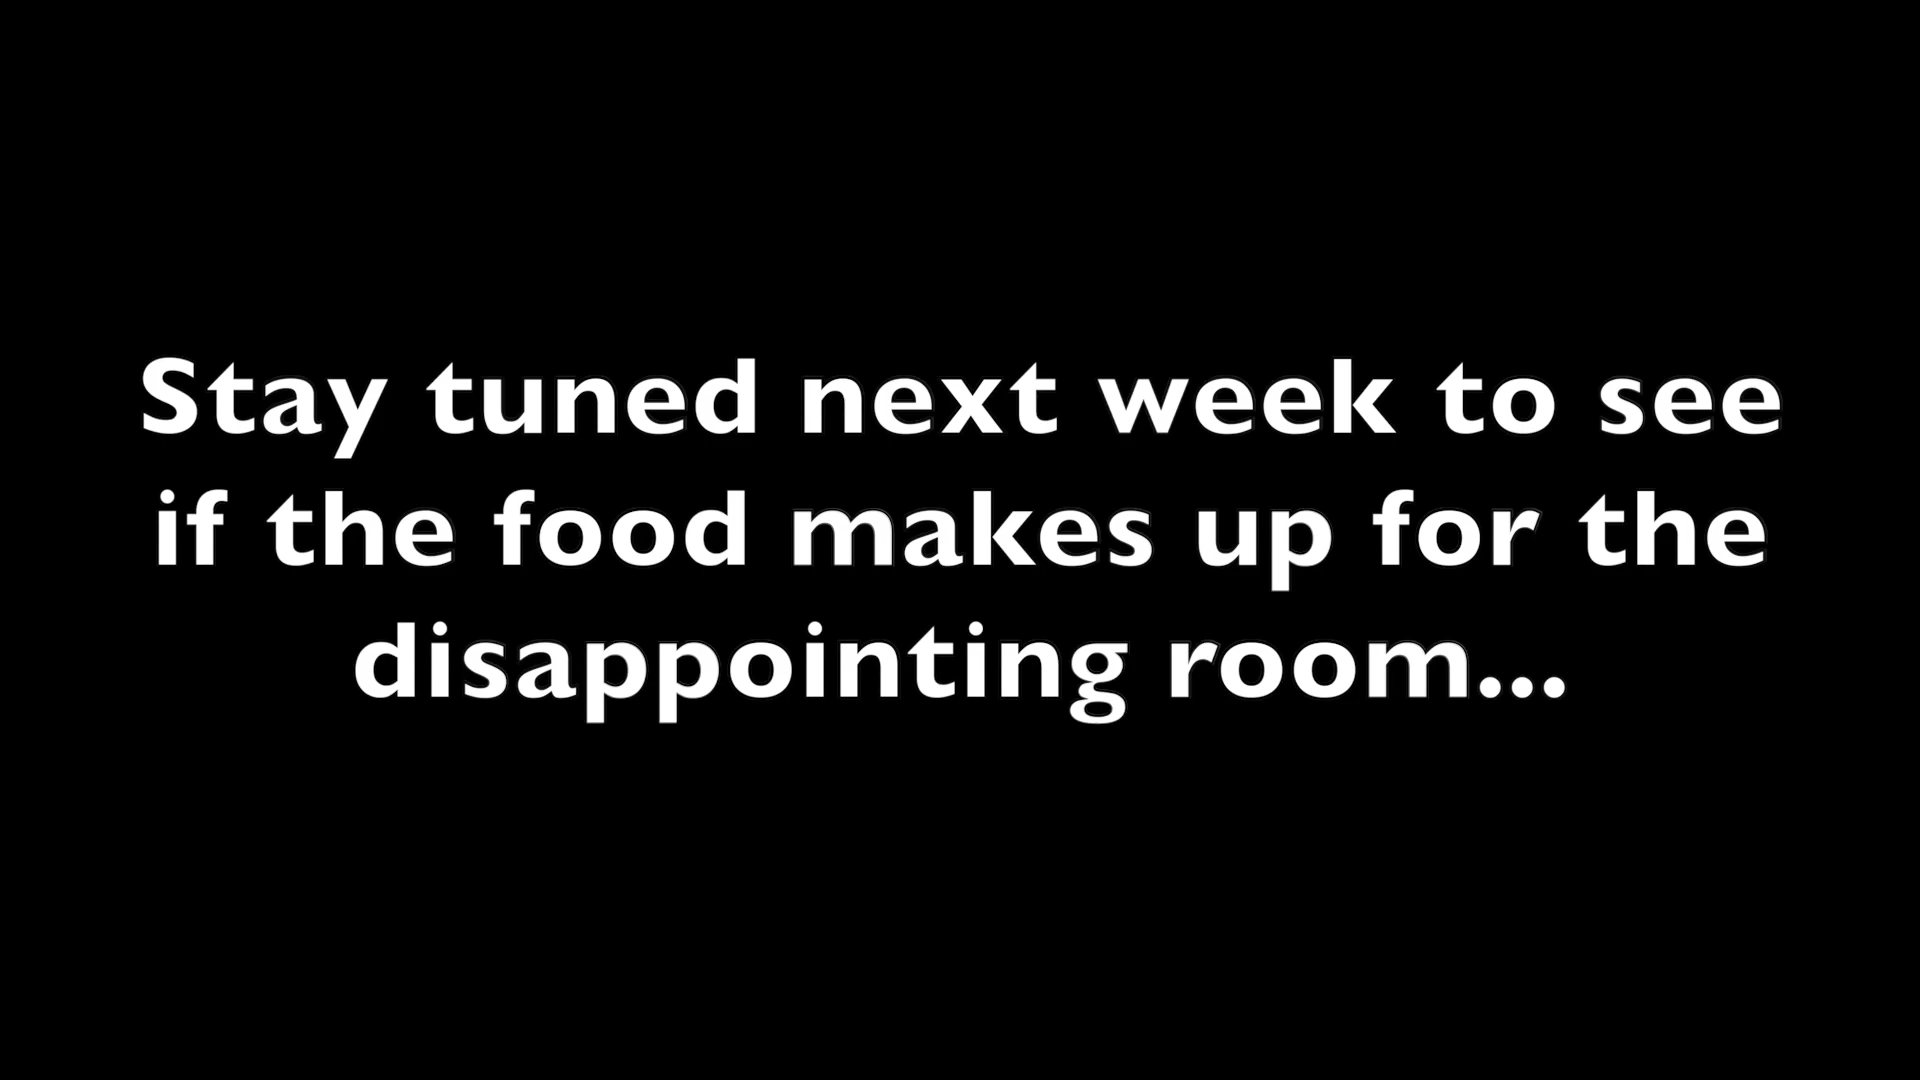 Stay tuned next week to see
if the food makes up for the
disappointing room...